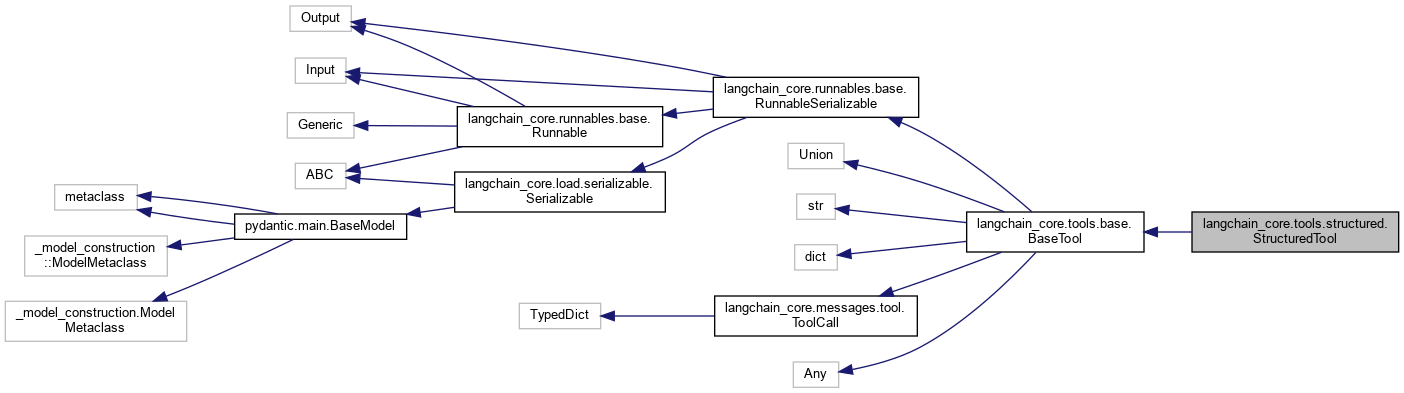 Output
Input
Generic
ABC
metaclass
_model_construction
::ModelMetaclass
_model_construction.Model
Metaclass
pydantic.main.BaseModel
langchain_core.runnables.base.
Runnable
langchain_core.load.serializable.
Serializable
TypedDict
langchain_core.runnables.base.
RunnableSerializable
Union
str
dict
langchain_core.messages.tool.
ToolCall
Any
langchain_core.tools.base.
BaseTool
langchain_core.tools.structured.
StructuredTool